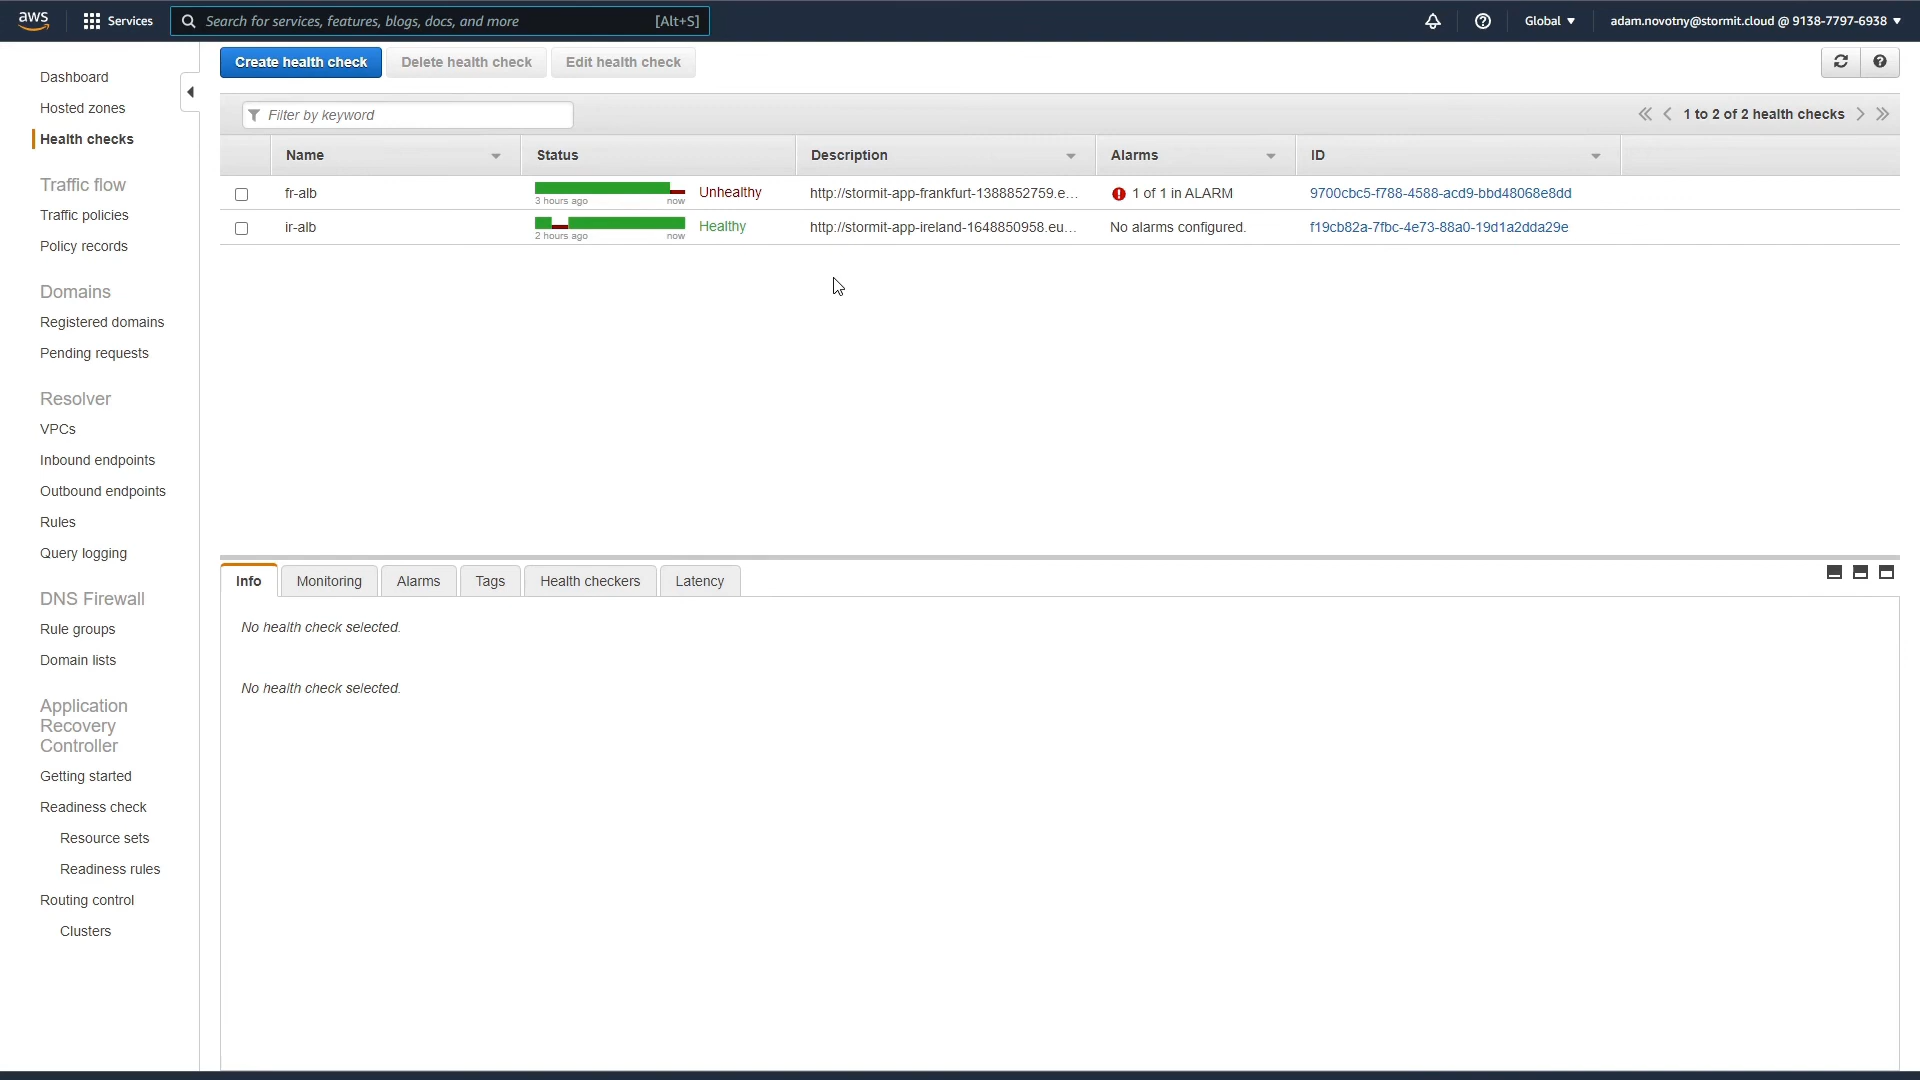 aws
Services
Search for services, features, blogs, docs, and more
[Alt+S]
Global
adam.novotny@stormit.cloud @ 9138-7797-6938
Dashboard
Hosted zones
Health checks
Traffic flow
Traffic policies
Policy records
Domains
Registered domains
Pending requests
Resolver
VPCs
Inbound endpoints
Outbound endpoints
Rules
Query logging
DNS Firewall
Rule groups
Domain lists
Application
Recovery
Controller
Getting started
Readiness check
Resource sets
Readiness rules
Routing control
Clusters
Create health check
Delete health check
Edit health check
Filter by keyword
1 to 2 of 2 health checks
Name
Status
Description
Alarms
ID
fr-alb
3 hours ago
now
Unhealthy
http://stormit-app-frankfurt-1388852759.e...
1 of 1 in ALARM
9700cbc5-f788-4588-acd9-bbd48068e8dd
ir-alb
2 hours ago
now
Healthy
http://stormit-app-ireland-1648850958.eu...
No alarms configured.
f19cb82a-7fbc-4e73-88a0-19d1a2dda29e
Info
Monitoring
Alarms
Tags
Health checkers
Latency
No health check selected.
No health check selected.